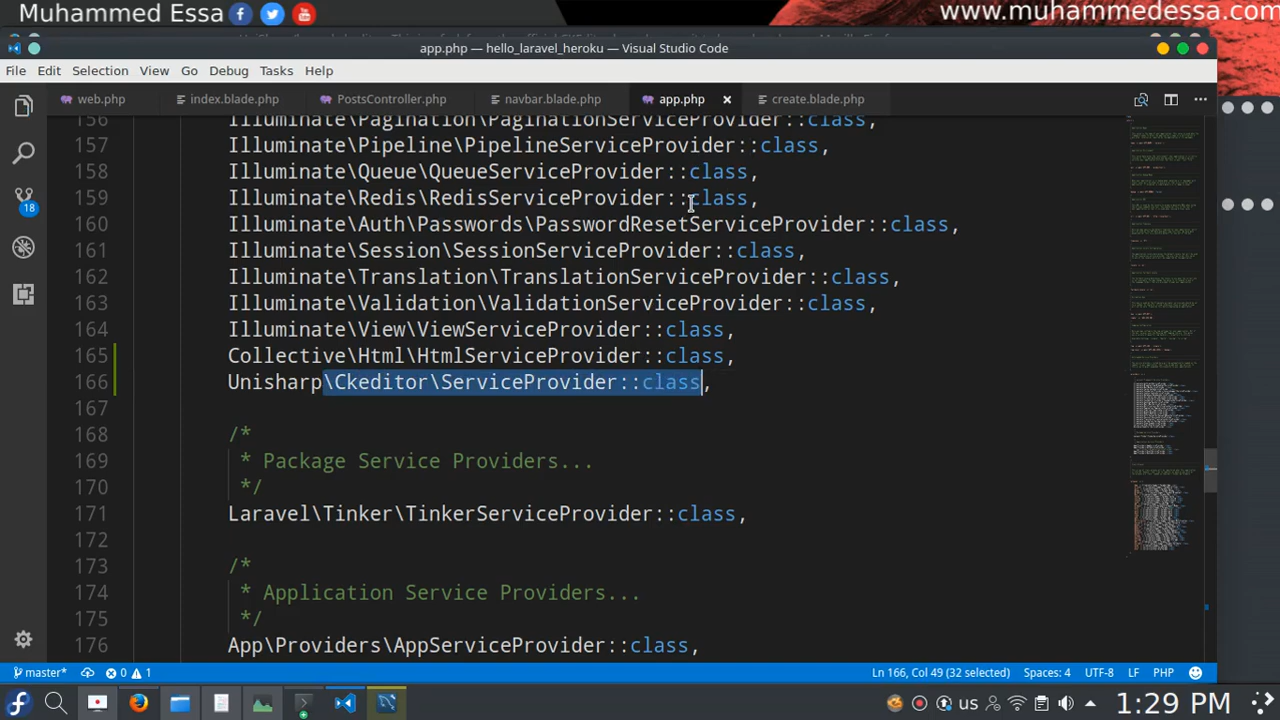 Muhammed Essa
www.muhammedessa.com
app.php — hello_laravel_heroku — Visual Studio Code
File Edit Selection View Go Debug Tasks Help
web.php index.blade.php PostsController.php navbar.blade.php app.php create.blade.php
156 Illuminate\Pagination\PaginationServiceProvider::class,
157 Illuminate\Pipeline\PipelineServiceProvider::class,
158 Illuminate\Queue\QueueServiceProvider::class,
159 Illuminate\Redis\RedisServiceProvider::class,
160 Illuminate\Auth\Passwords\PasswordResetServiceProvider::class,
161 Illuminate\Session\SessionServiceProvider::class,
162 Illuminate\Translation\TranslationServiceProvider::class,
163 Illuminate\Validation\ValidationServiceProvider::class,
164 Illuminate\View\ViewServiceProvider::class,
165 Collective\Html\HtmlServiceProvider::class,
166 Unisharp\Ckeditor\ServiceProvider::class,
167
168 /*
169 * Package Service Providers...
170 */
171 Laravel\Tinker\TinkerServiceProvider::class,
172
173 /*
174 * Application Service Providers...
175 */
176 App\Providers\AppServiceProvider::class,
18
master* 0 1 Ln 166, Col 49 (32 selected) Spaces: 4 UTF-8 LF PHP
us 1:29 PM